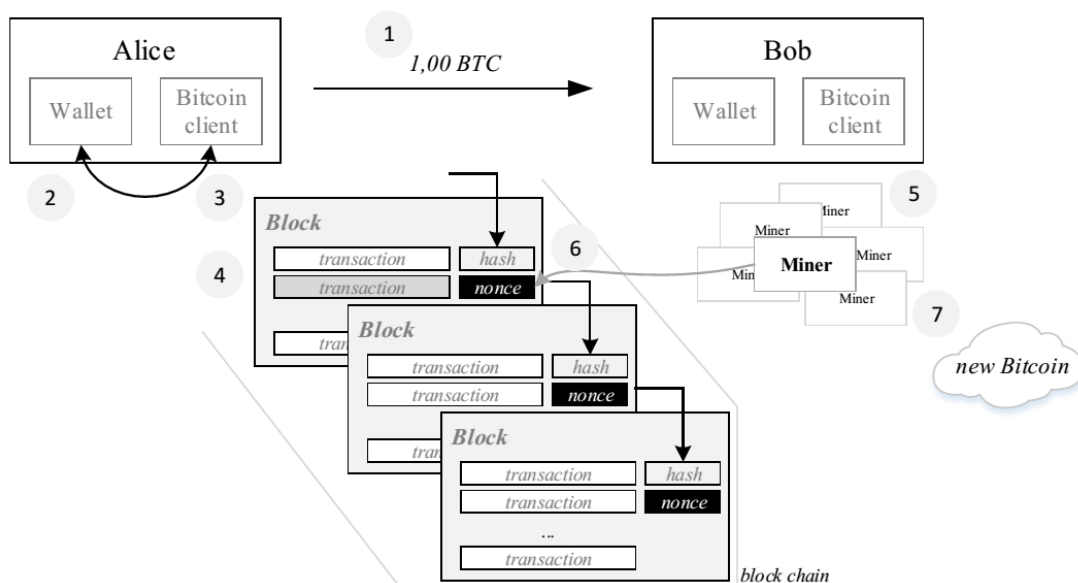 1
Alice
Bob
1,00 BTC
Wallet
Bitcoin
client
Wallet
Bitcoin
client
2
3
5
Miner
Miner
Miner
Miner
Miner
7
new Bitcoin
4
6
Block
transaction
hash
transaction
nonce
Block
transaction
hash
transaction
nonce
Block
transaction
hash
transaction
nonce
...
transaction
block chain